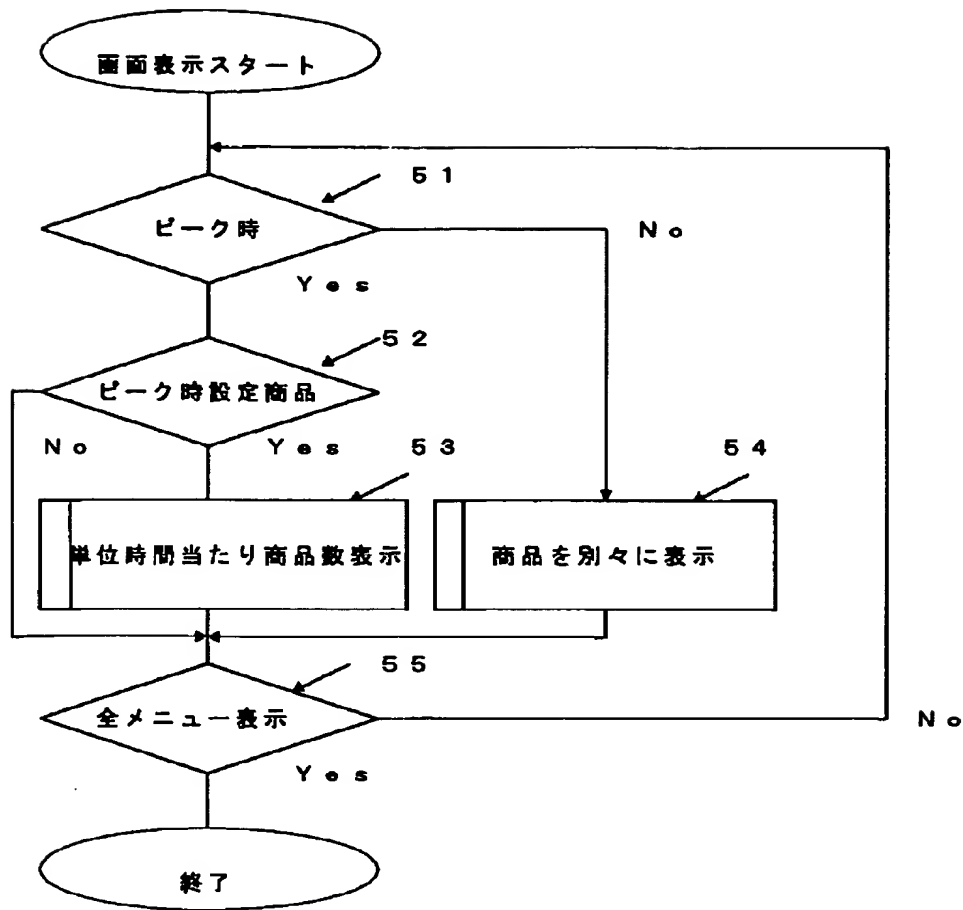 画面表示スタート
51
ピーク時
No
Yes
52
ピーク時設定商品
No
Yes
53
54
単位時間当たり商品数表示
商品を別々に表示
55
全メニュー表示
No
Yes
終了